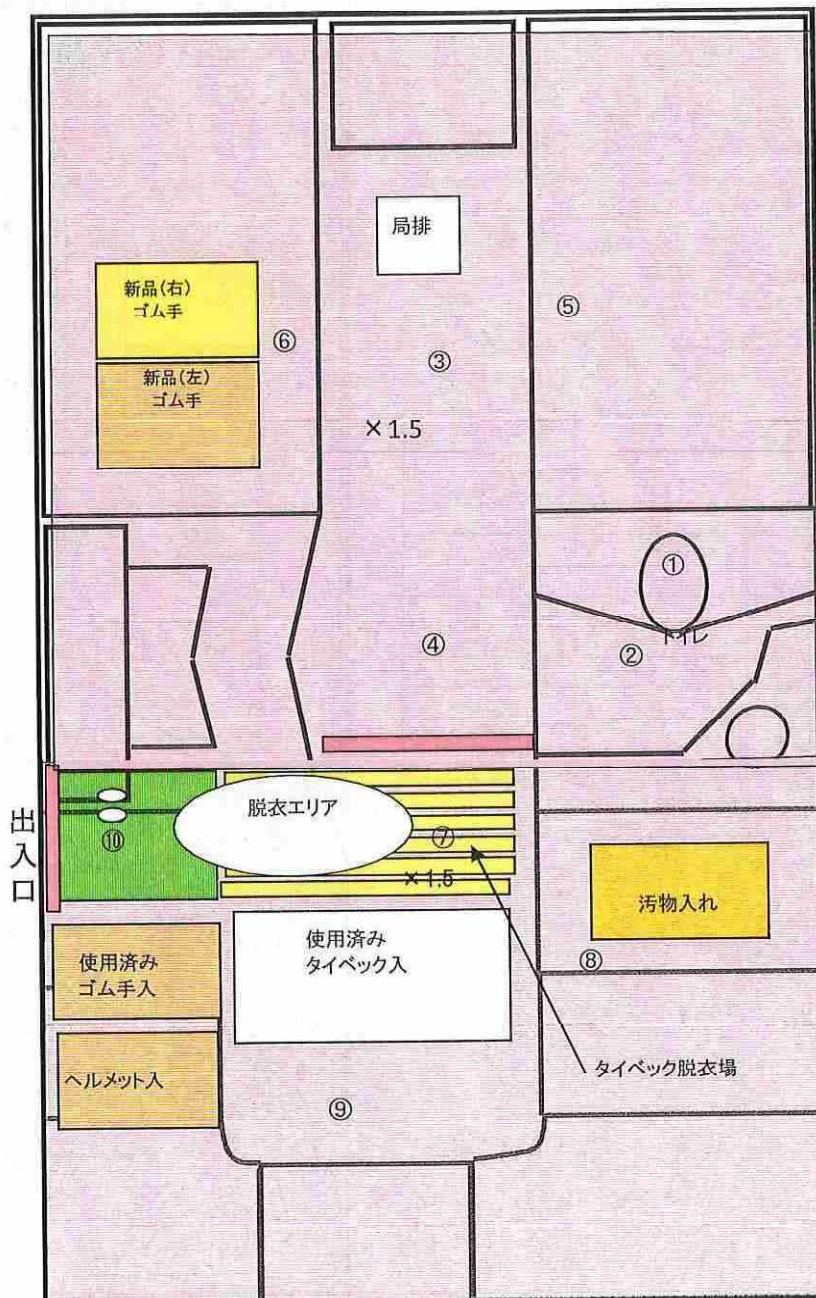 局排
新品(右)
ゴム手
⑤
⑥
③
新品(左)
ゴム手
×1.5
①
トイレ
②
④
脱衣エリア
⑦
⑩
出入口
×1.5
汚物入れ
使用済み
タイベック入
使用済み
ゴム手入
⑧
タイベック脱衣場
ヘルメット入
⑨